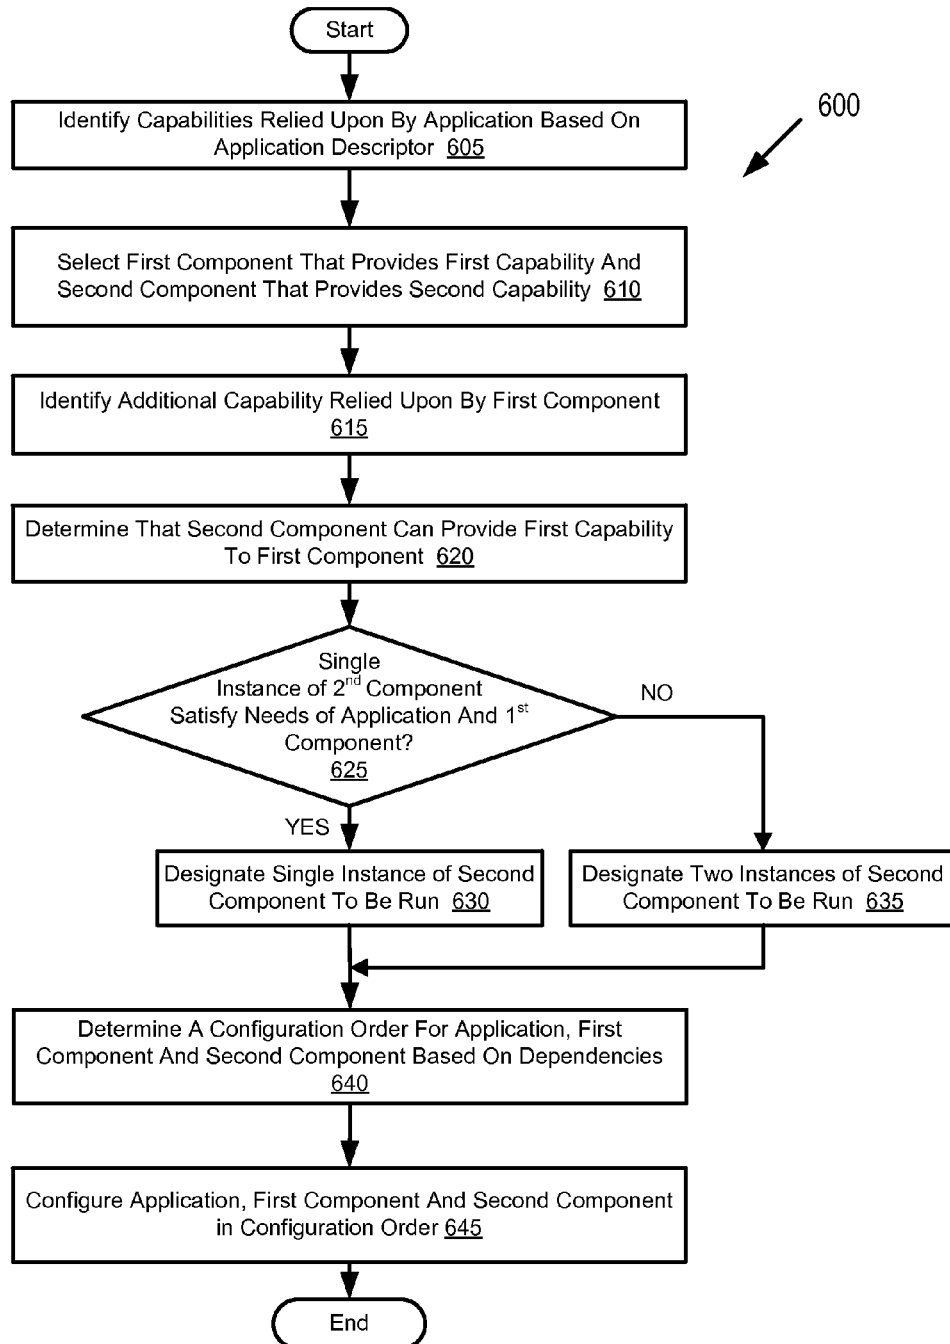 Start
600
Identify Capabilities Relied Upon By Application Based On
Application Descriptor 605
Select First Component That Provides First Capability And
Second Component That Provides Second Capability 610
Identify Additional Capability Relied Upon By First Component
615
Determine That Second Component Can Provide First Capability
To First Component 620
Single
Instance of 2nd Component
Satisfy Needs of Application And 1st
Component?
625
NO
YES
Designate Single Instance of Second
Component To Be Run 630
Designate Two Instances of Second
Component To Be Run 635
Determine A Configuration Order For Application, First
Component And Second Component Based On Dependencies
640
Configure Application, First Component And Second Component
in Configuration Order 645
End